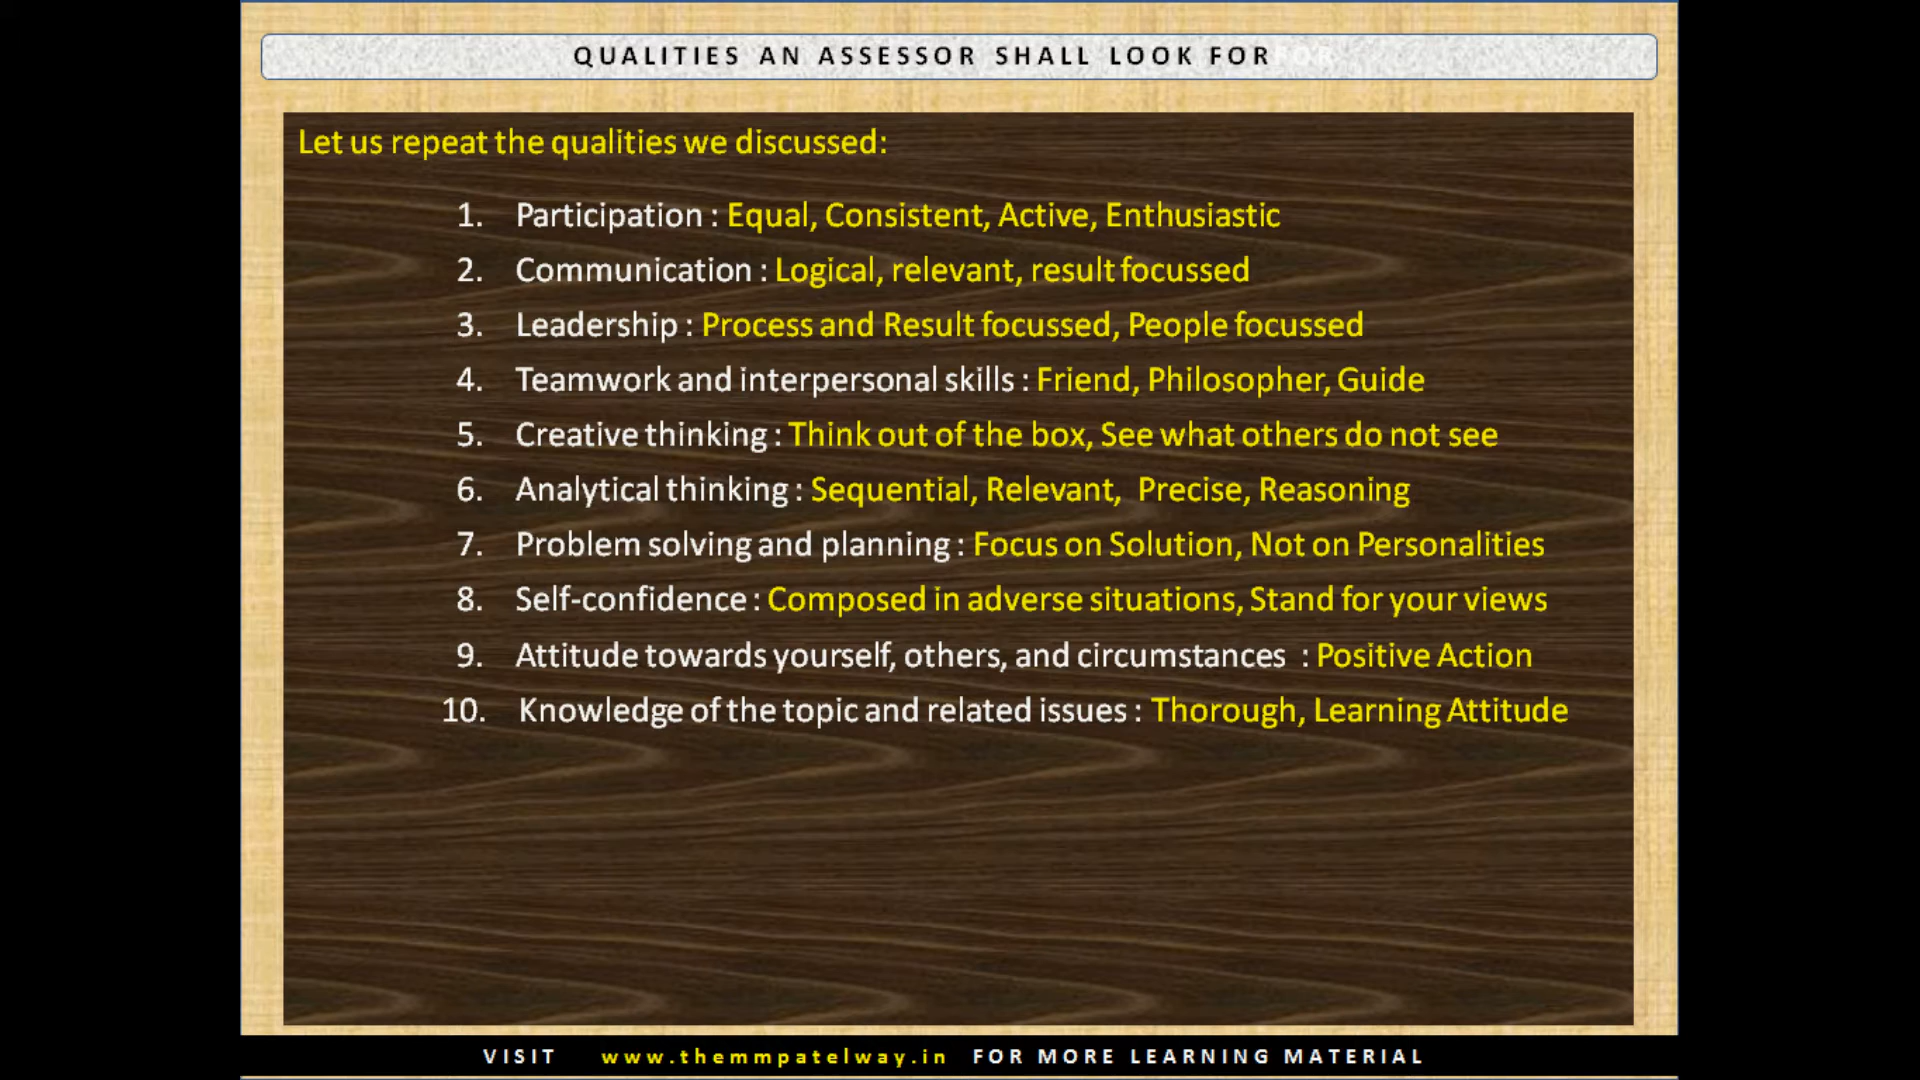 QUALITIES AN ASSESSOR SHALL LOOK FOR
Let us repeat the qualities we discussed:
1. Participation : Equal, Consistent, Active, Enthusiastic
2. Communication : Logical, relevant, result focussed
3. Leadership : Process and Result focussed, People focussed
4. Teamwork and interpersonal skills : Friend, Philosopher, Guide
5. Creative thinking : Think out of the box, See what others do not see
6. Analytical thinking : Sequential, Relevant, Precise, Reasoning
7. Problem solving and planning : Focus on Solution, Not on Personalities
8. Self-confidence : Composed in adverse situations, Stand for your views
9. Attitude towards yourself, others, and circumstances : Positive Action
10. Knowledge of the topic and related issues : Thorough, Learning Attitude
VISIT www.themmpatelway.in FOR MORE LEARNING MATERIAL